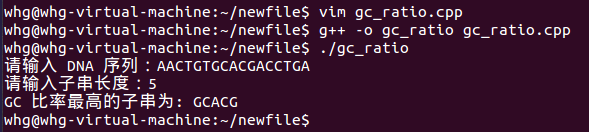 whg@whg-virtual-machine:~/newfile$ vim gc_ratio.cpp
whg@whg-virtual-machine:~/newfile$ g++ -o gc_ratio gc_ratio.cpp
whg@whg-virtual-machine:~/newfile$ ./gc_ratio
请输入 DNA 序列：AACTGTGCACGACCTGA
请输入子串长度：5
GC 比率最高的子串为: GCACG
whg@whg-virtual-machine:~/newfile$